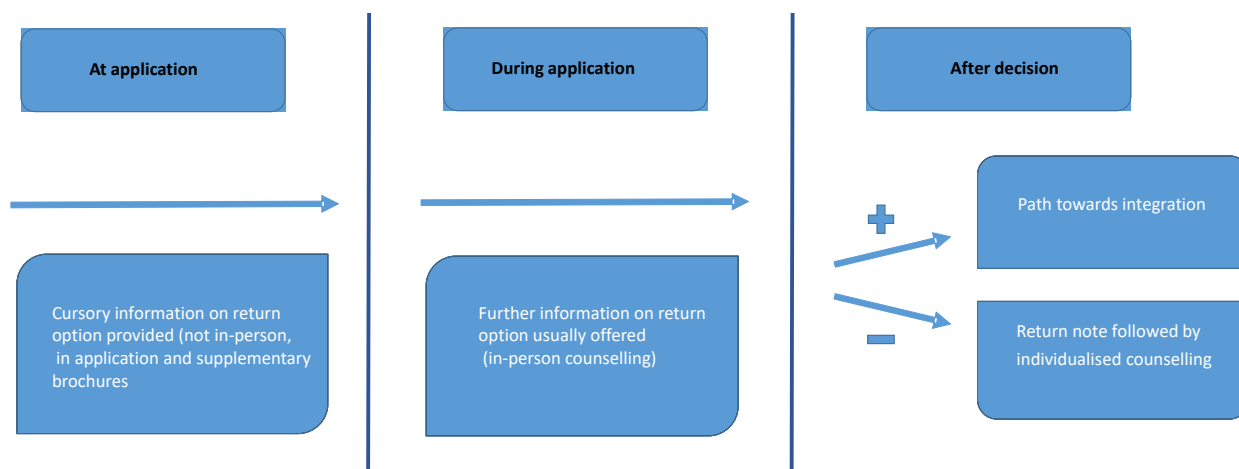 At application
During application
After decision
Cursory information on return
option provided (not in-person,
in application and supplementary
brochures
Further information on return
option usually offered
(in-person counselling)
Path towards integration
Return note followed by
individualised counselling